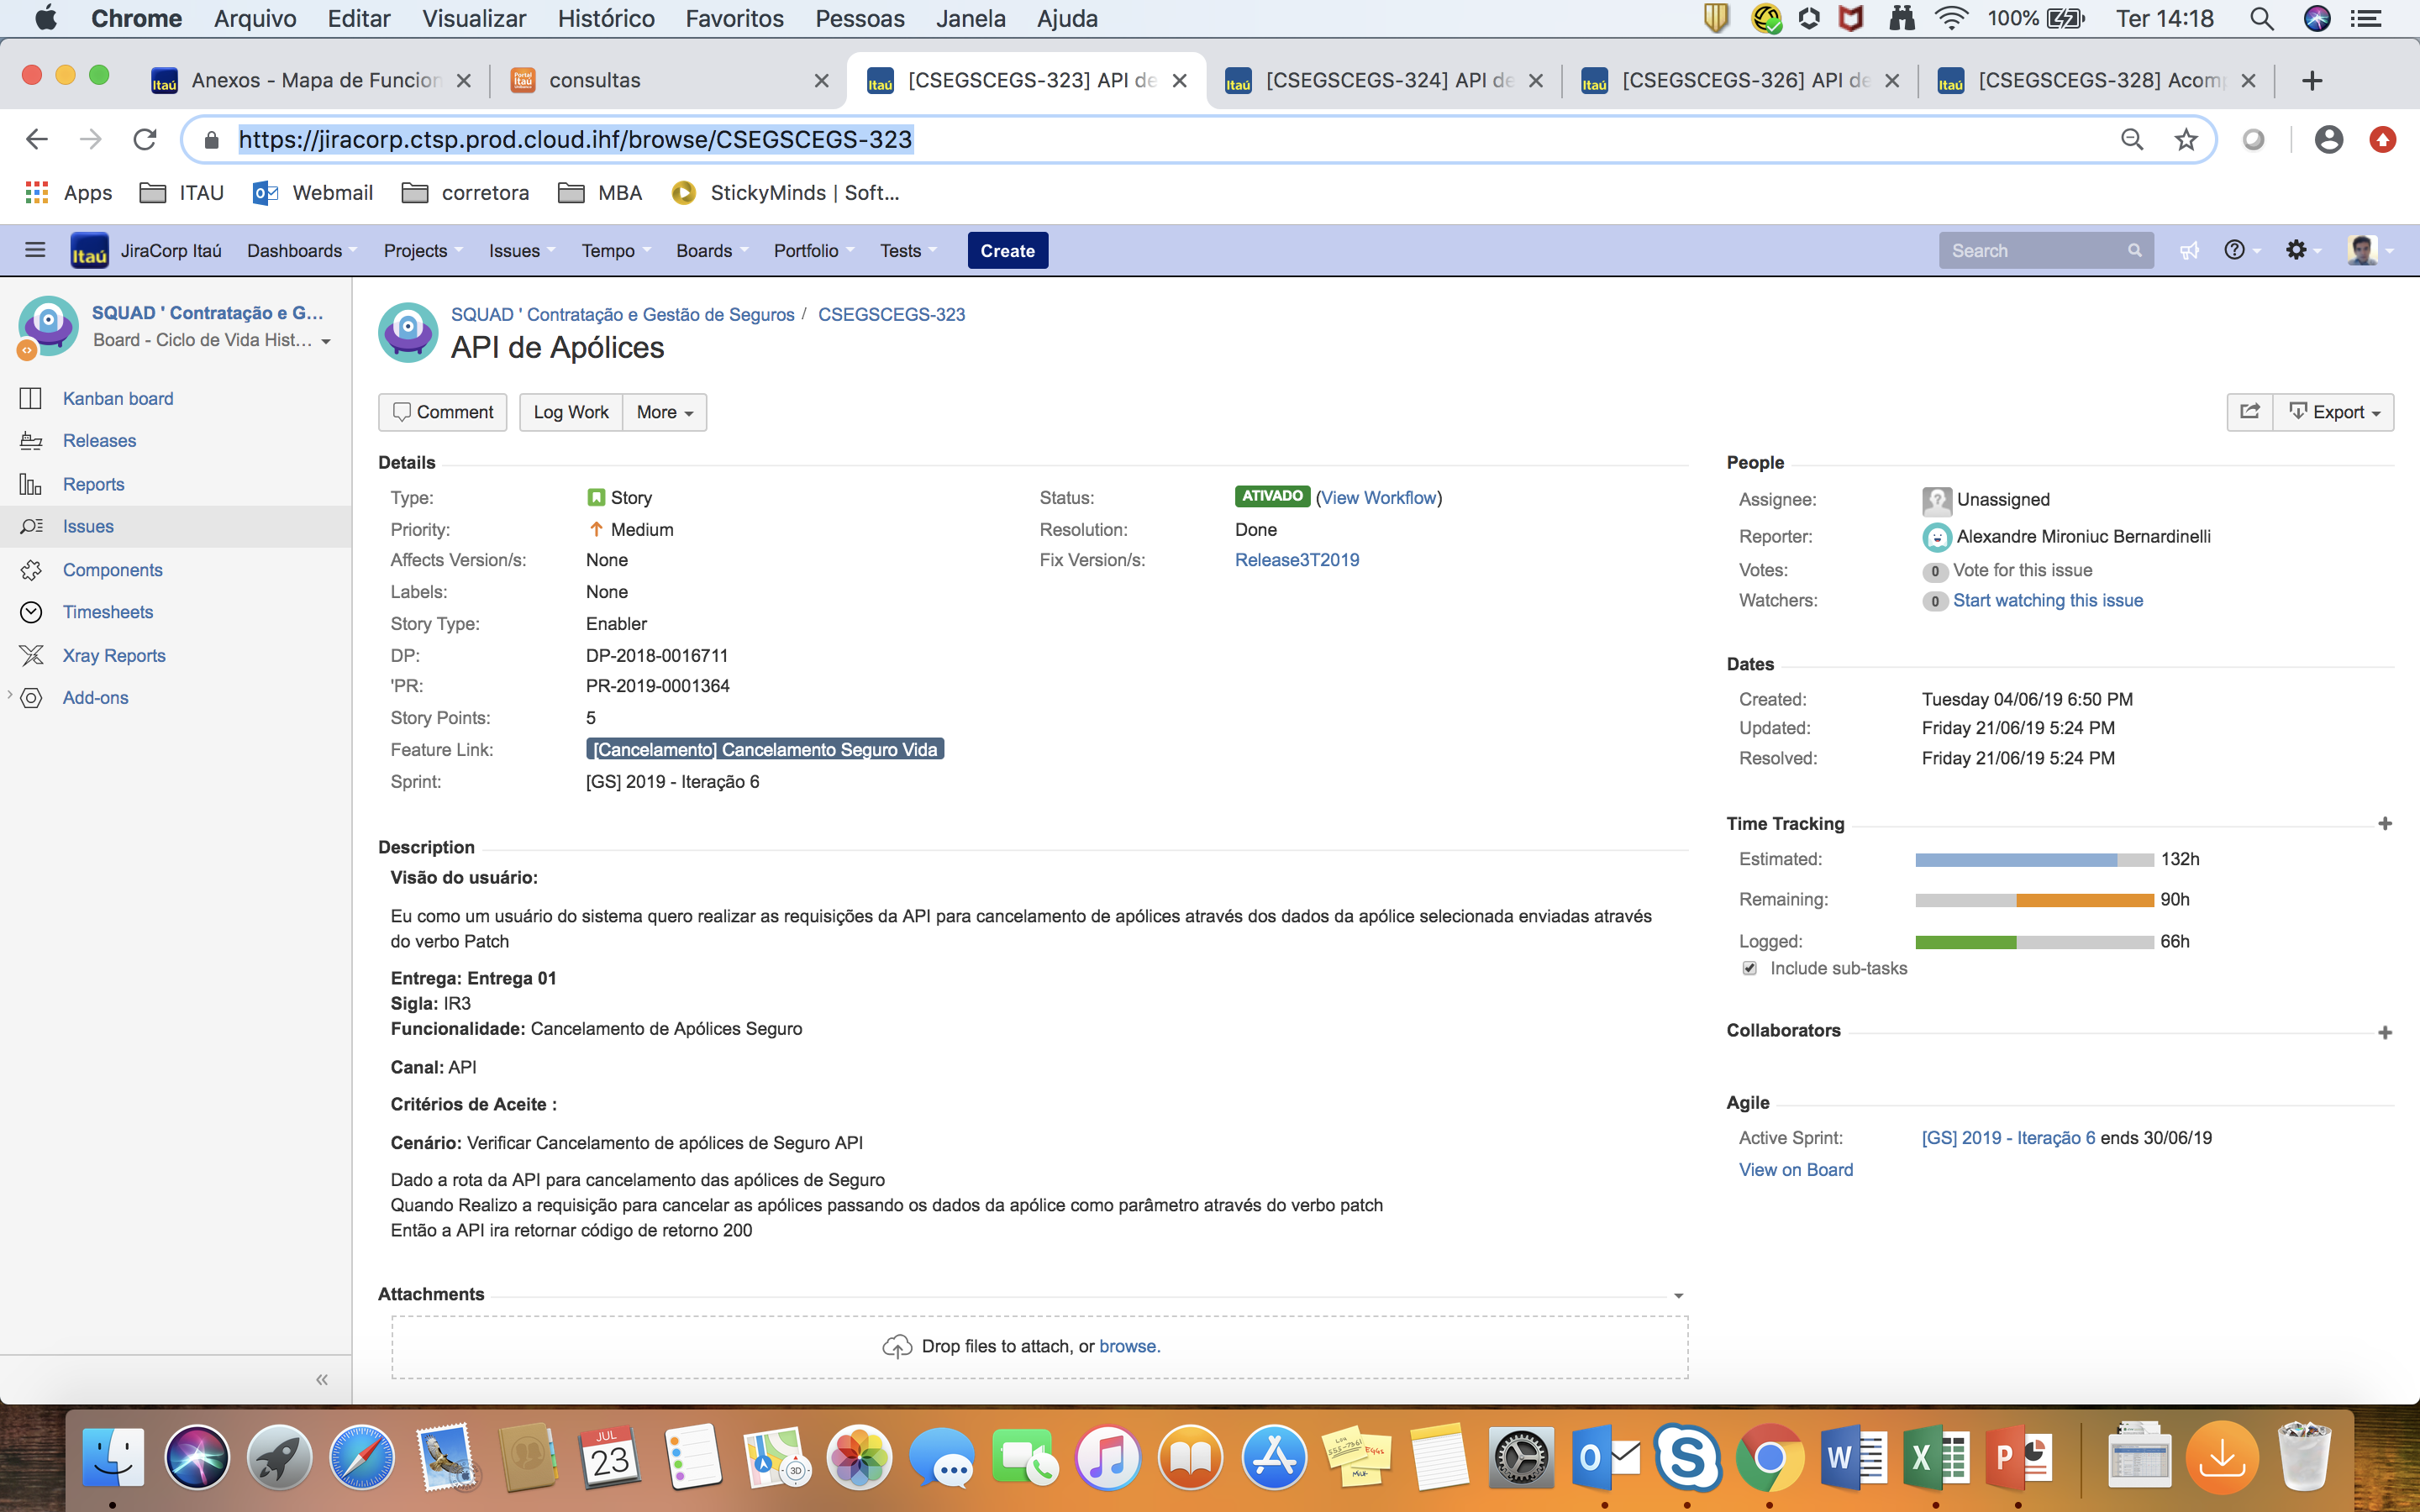 Chrome Arquivo Editar Visualizar Histórico Favoritos Pessoas Janela Ajuda 100% Ter 14:18
Itaú Anexos - Mapa de Funcion
Portal Itaú consultas
Itaú [CSEGSCEGS-323] API de
Itaú [CSEGSCEGS-324] API de
Itaú [CSEGSCEGS-326] API de
Itaú [CSEGSCEGS-328] Acom
https://jiracorp.ctsp.prod.cloud.ihf/browse/CSEGSCEGS-323
Apps ITAU Webmail corretora MBA StickyMinds | Soft...
Itaú JiraCorp Itaú Dashboards Projects Issues Tempo Boards Portfolio Tests Create Search
SQUAD ' Contratação e G...
Board - Ciclo de Vida Hist...
Kanban board
Releases
Reports
Issues
Components
Timesheets
Xray Reports
Add-ons
SQUAD ' Contratação e Gestão de Seguros / CSEGSCEGS-323
API de Apólices
Comment Log Work More Export
Details
Type: Story
Priority: Medium
Affects Version/s: None
Labels: None
Story Type: Enabler
DP: DP-2018-0016711
'PR: PR-2019-0001364
Story Points: 5
Feature Link: [Cancelamento] Cancelamento Seguro Vida
Sprint: [GS] 2019 - Iteração 6
Status: ATIVADO (View Workflow)
Resolution: Done
Fix Version/s: Release3T2019
Description
Visão do usuário:
Eu como um usuário do sistema quero realizar as requisições da API para cancelamento de apólices através dos dados da apólice selecionada enviadas através
do verbo Patch
Entrega: Entrega 01
Sigla: IR3
Funcionalidade: Cancelamento de Apólices Seguro
Canal: API
Critérios de Aceite :
Cenário: Verificar Cancelamento de apólices de Seguro API
Dado a rota da API para cancelamento das apólices de Seguro
Quando Realizo a requisição para cancelar as apólices passando os dados da apólice como parâmetro através do verbo patch
Então a API ira retornar código de retorno 200
Attachments
Drop files to attach, or browse.
People
Assignee: Unassigned
Reporter: Alexandre Mironiuc Bernardinelli
Votes: 0 Vote for this issue
Watchers: 0 Start watching this issue
Dates
Created: Tuesday 04/06/19 6:50 PM
Updated: Friday 21/06/19 5:24 PM
Resolved: Friday 21/06/19 5:24 PM
Time Tracking
Estimated: 132h
Remaining: 90h
Logged: 66h
Include sub-tasks
Collaborators
Agile
Active Sprint: [GS] 2019 - Iteração 6 ends 30/06/19
View on Board
JUL
23
3D
EGGS
MILK
O S W X P